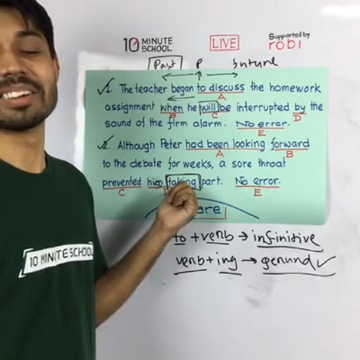 10 MINUTE SCHOOL
LIVE
Supported by
robi
Past P future
1. The teacher began to discuss the homework
A
assignment when he will be interrupted by the
B C D
sound of the firm alarm. No error.
E
2. Although Farhan had been looking forward
A B
to the debate for weeks, a sore throat
prevented him taking part. No error.
C D E
ore
to + verb → infinitive
verb + ing → gerund ✓
10 MINUTE SCHOOL